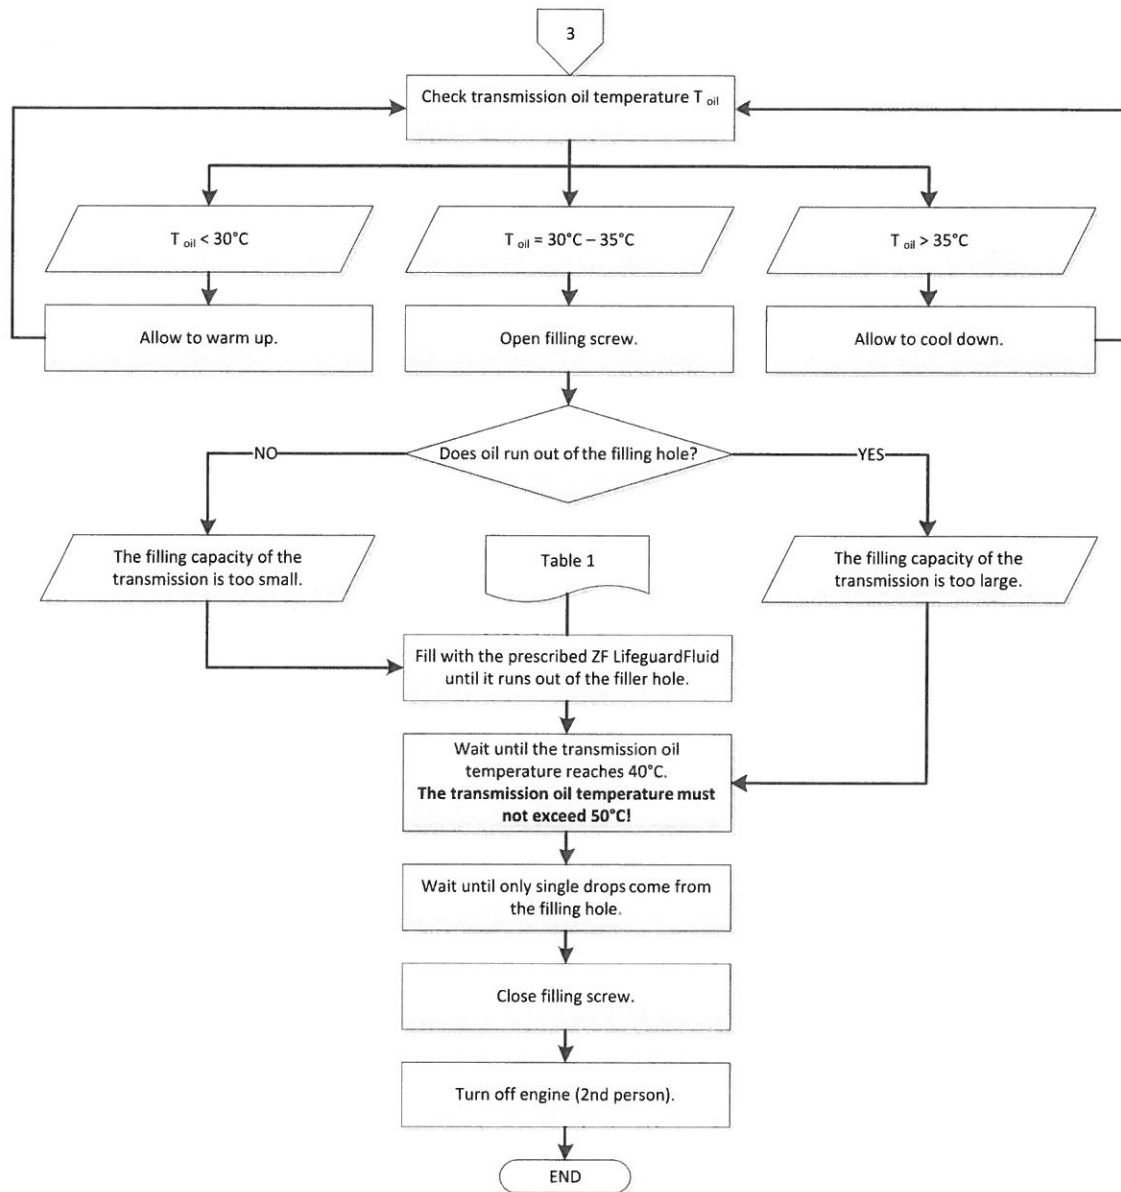 3
Check transmission oil temperature T oil
T oil < 30°C
T oil = 30°C – 35°C
T oil > 35°C
Allow to warm up.
Open filling screw.
Allow to cool down.
Does oil run out of the filling hole?
NO
YES
The filling capacity of the
transmission is too small.
Table 1
The filling capacity of the
transmission is too large.
Fill with the prescribed ZF LifeguardFluid
until it runs out of the filler hole.
Wait until the transmission oil
temperature reaches 40°C.
The transmission oil temperature must
not exceed 50°C!
Wait until only single drops come from
the filling hole.
Close filling screw.
Turn off engine (2nd person).
END